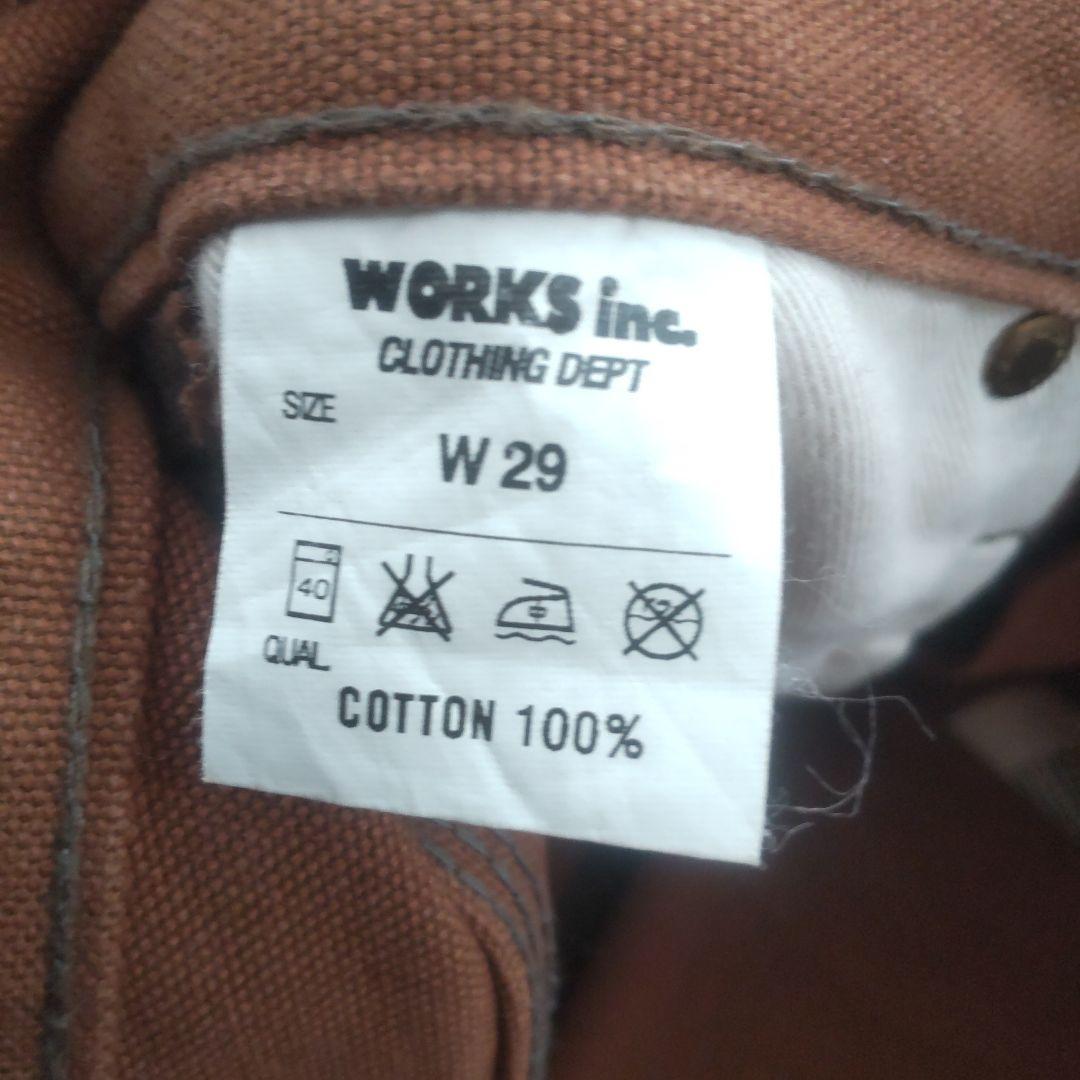 WORKS inc.
CLOTHING DEPT
SIZE
W 29
40
QUAL
COTTON 100%